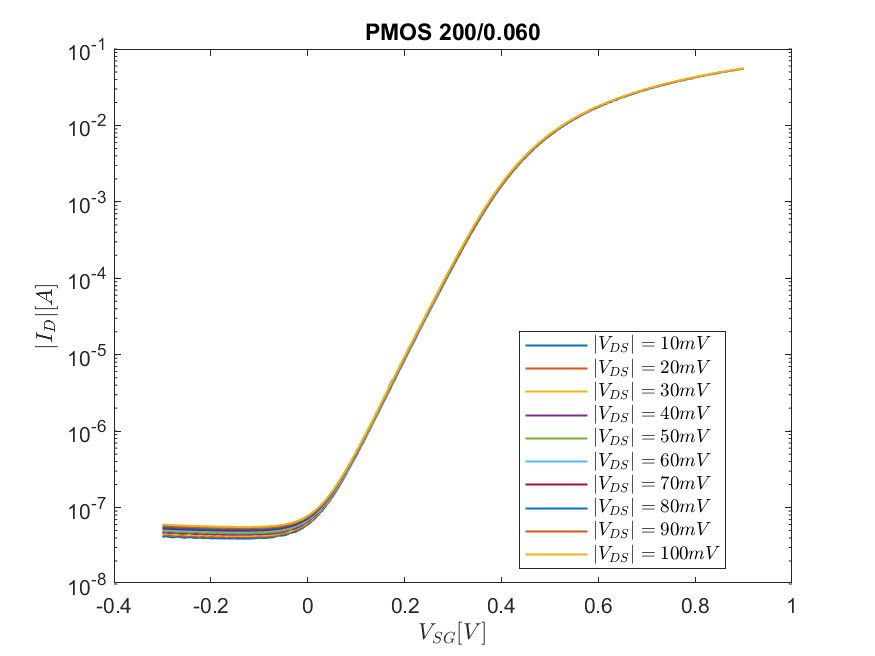 PMOS 200/0.060
10^-1
10^-2
10^-3
10^-4
10^-5
10^-6
10^-7
10^-8
|I_D|[A]
|V_DS| = 10mV
|V_DS| = 20mV
|V_DS| = 30mV
|V_DS| = 40mV
|V_DS| = 50mV
|V_DS| = 60mV
|V_DS| = 70mV
|V_DS| = 80mV
|V_DS| = 90mV
|V_DS| = 100mV
-0.4 -0.2 0 0.2 0.4 0.6 0.8 1
V_SG[V]